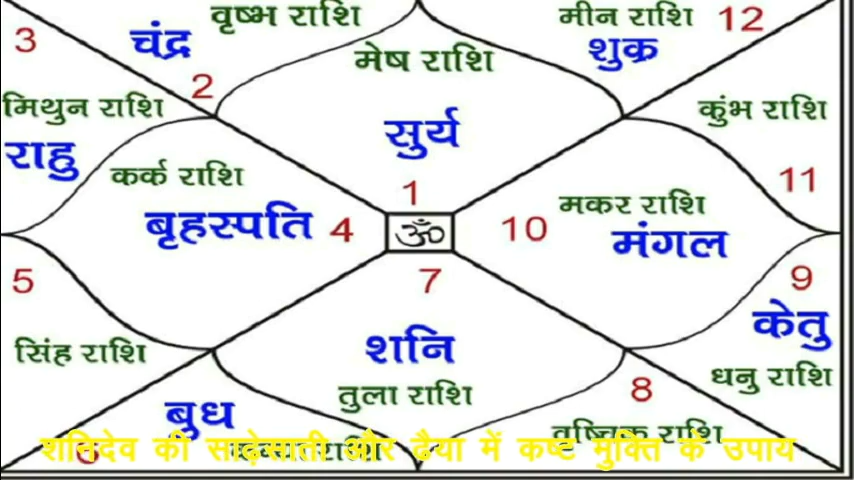 वृष्भ राशि
मीन राशि 12
3
चंद्र
मेष राशि
शुक्र
2
मिथुन राशि
कुंभ राशि
सुर्य
राहु
कर्क राशि
1
11
बृहस्पति 4
ॐ
10
मकर राशि
मंगल
5
7
9
केतु
शनि
सिंह राशि
धनु राशि
तुला राशि
8
बुध
वृष्चिक राशि
राशि
6
शनिदेव की साढ़ेसाती और ढैया में कष्ट मुक्ति के उपाय